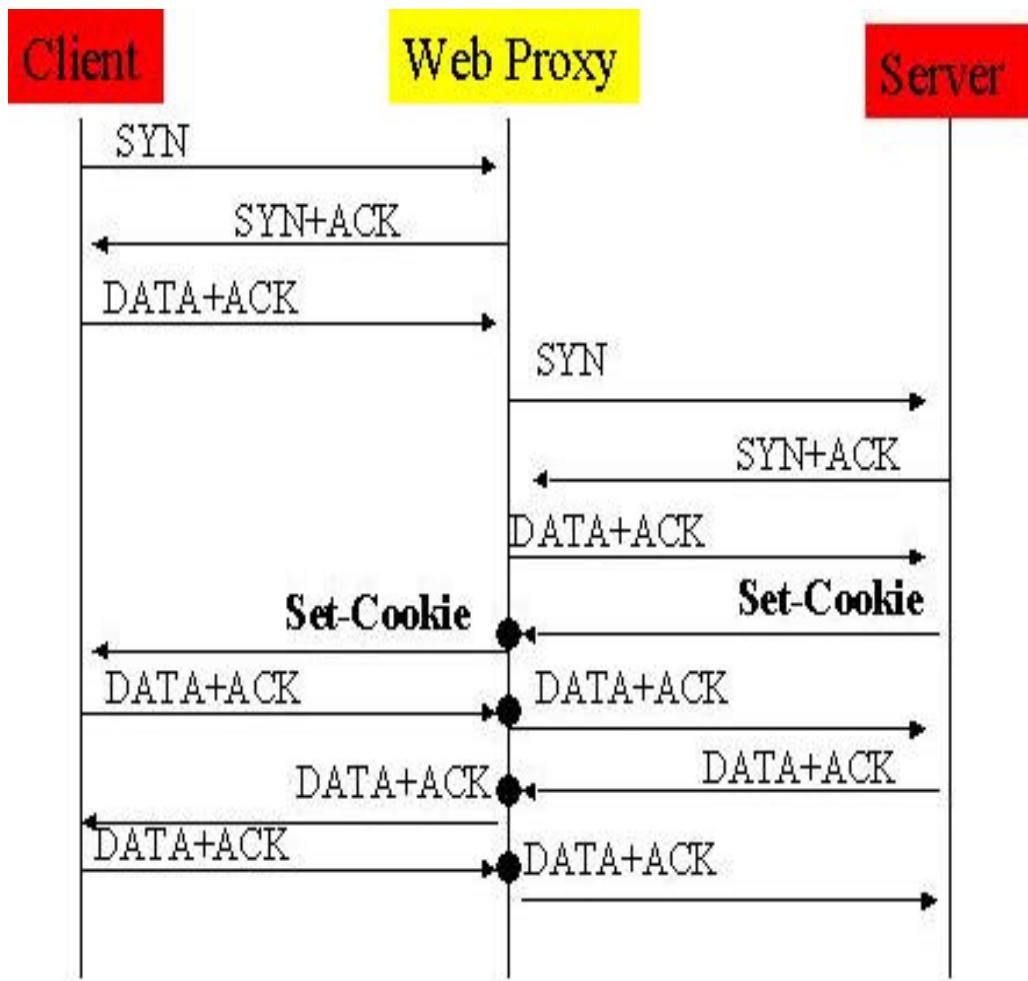 Client
Web Proxy
Server
SYN
SYN+ACK
DATA+ACK
SYN
SYN+ACK
DATA+ACK
Set-Cookie
Set-Cookie
DATA+ACK
DATA+ACK
DATA+ACK
DATA+ACK
DATA+ACK
DATA+ACK